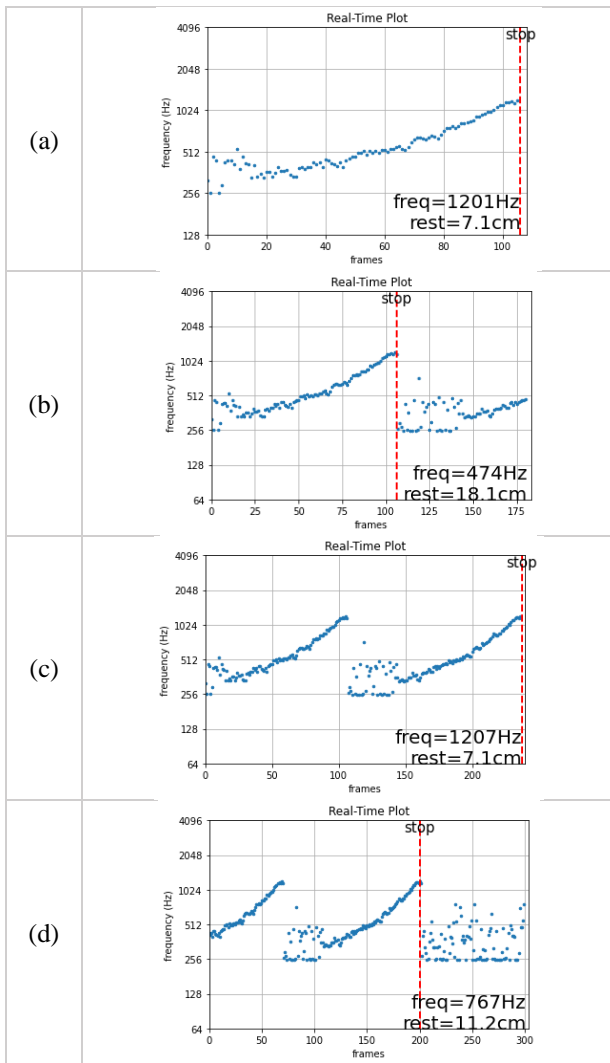 (a)
Real-Time Plot
stop
4096
2048
1024
512
256
128
frequency (Hz)
freq=1201Hz
rest=7.1cm
0 20 40 60 80 100
frames
(b)
Real-Time Plot
stop
4096
2048
1024
512
256
128
64
frequency (Hz)
freq=474Hz
rest=18.1cm
0 25 50 75 100 125 150 175
frames
(c)
Real-Time Plot
stop
4096
2048
1024
512
256
128
64
frequency (Hz)
freq=1207Hz
rest=7.1cm
0 50 100 150 200
frames
(d)
Real-Time Plot
stop
4096
2048
1024
512
256
128
64
frequency (Hz)
freq=767Hz
rest=11.2cm
0 50 100 150 200 250 300
frames